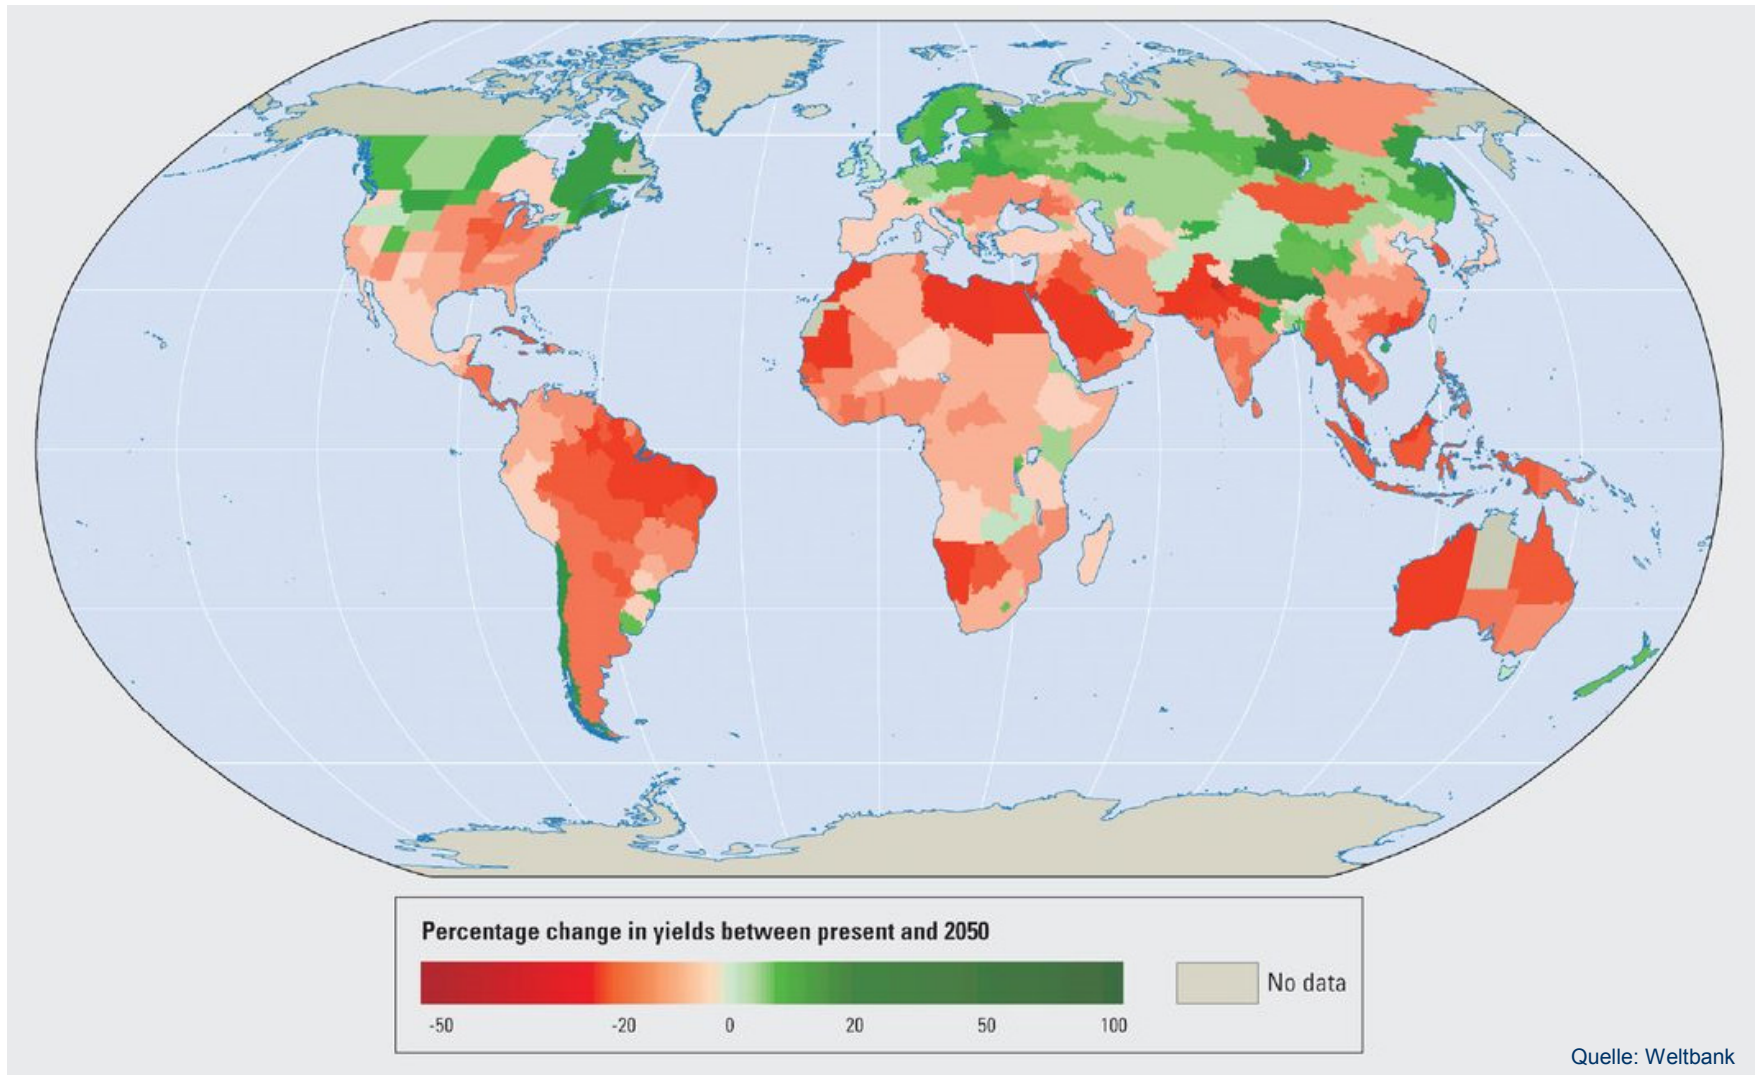 Percentage change in yields between present and 2050
No data
-50 -20 0 20 50 100
Quelle: Weltbank